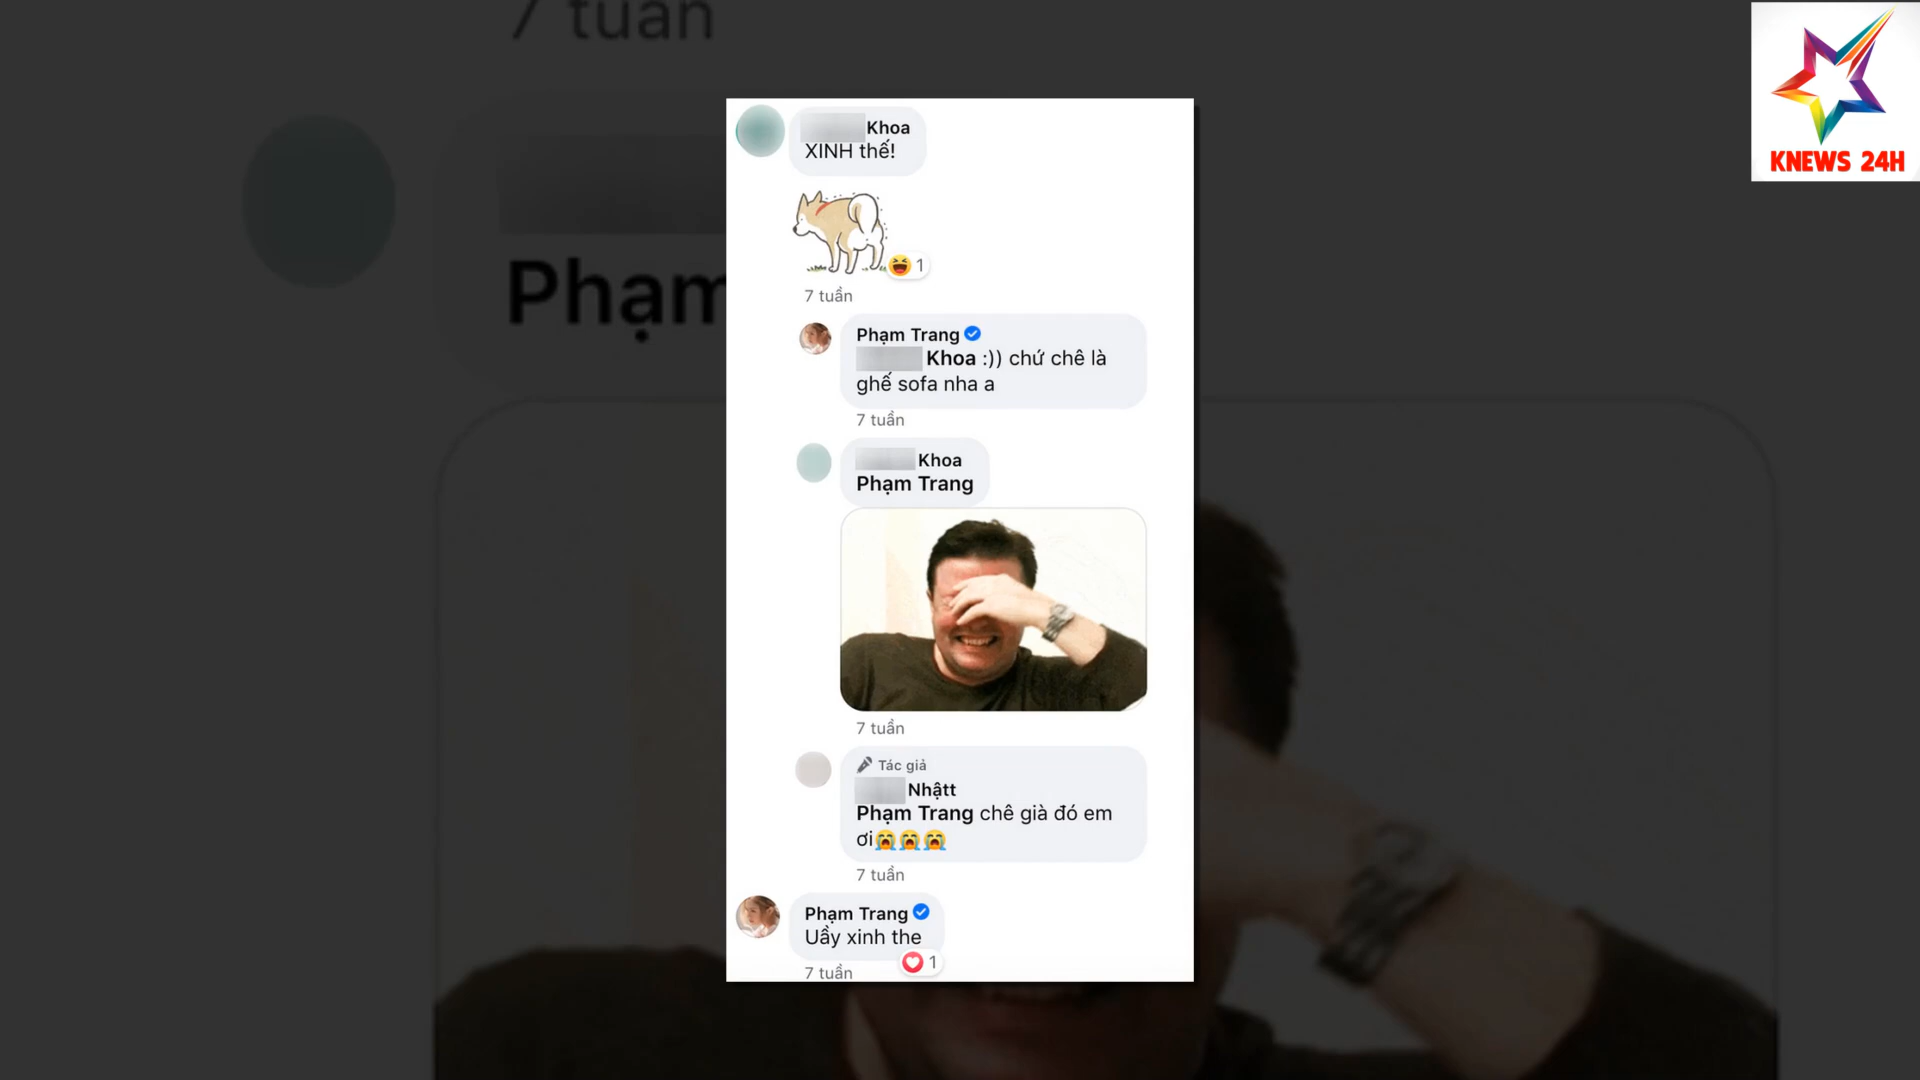 7 tuần
KNEWS 24H
Khoa
XINH thế!
1
7 tuần
Phạm Trang
Khoa :)) chứ chê là
ghế sofa nha a
7 tuần
Khoa
Phạm Trang
7 tuần
Tác giả
Nhậtt
Phạm Trang chê già đó em
ơi😭😭😭
7 tuần
Phạm Trang
Uầy xinh the
7 tuần
1
Phạm